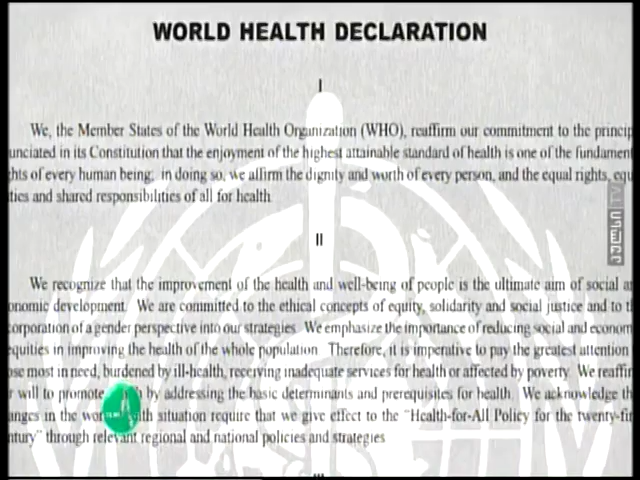 WORLD HEALTH DECLARATION
I
We, the Member States of the World Health Organization (WHO), reaffirm our commitment to the princip
unciated in its Constitution that the enjoyment of the highest attainable standard of health is one of the fundament
hts of every human being; in doing so, we affirm the dignity and worth of every person, and the equal rights, equ
ties and shared responsibilities of all for health.
II
We recognize that the improvement of the health and well-being of people is the ultimate aim of social a
onomic development. We are committed to the ethical concepts of equity, solidarity and social justice and to t
corporation of a gender perspective into our strategies. We emphasize the importance of reducing social and econom
equities in improving the health of the whole population. Therefore, it is imperative to pay the greatest attention
ose most in need, burdened by ill-health, receiving inadequate services for health or affected by poverty. We reaffir
r will to promote by addressing the basic determinants and prerequisites for health. We acknowledge th
anges in the situation require that we give effect to the "Health-for-All Policy for the twenty-fir
ntury" through relevant regional and national policies and strategies.